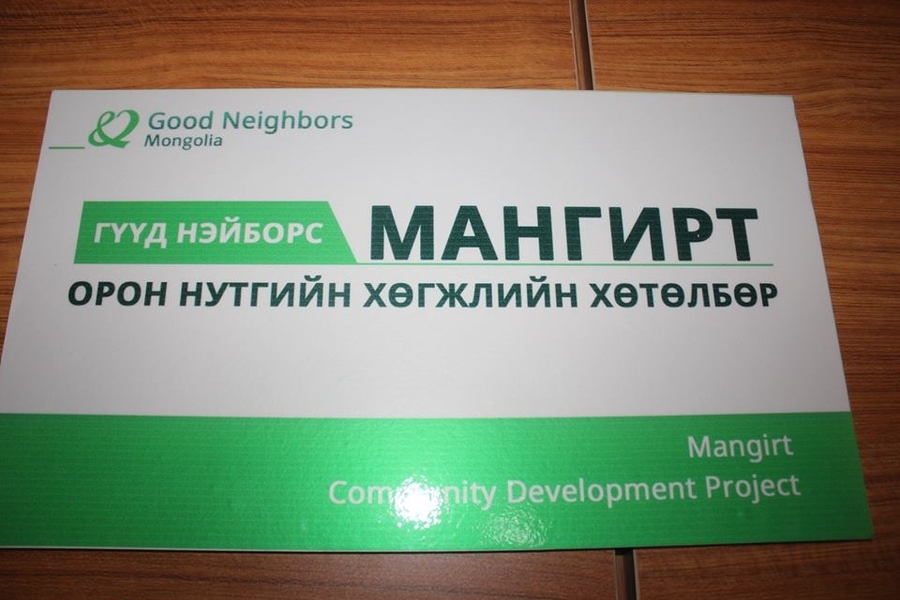 Good Neighbors
Mongolia
ГҮҮД НЭЙБОРС МАНГИРТ
ОРОН НУТГИЙН ХӨГЖЛИЙН ХӨТӨЛБӨР
Mangirt
Community Development Project